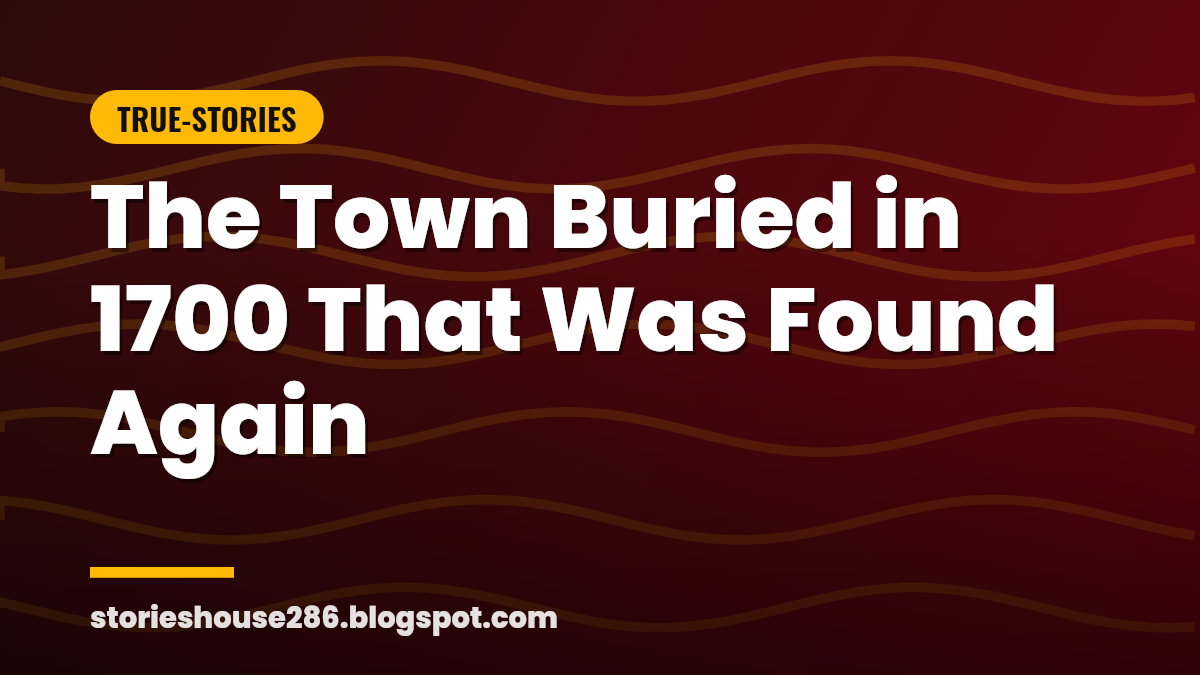 TRUE-STORIES
The Town Buried in
1700 That Was Found
Again
storieshouse286.blogspot.com